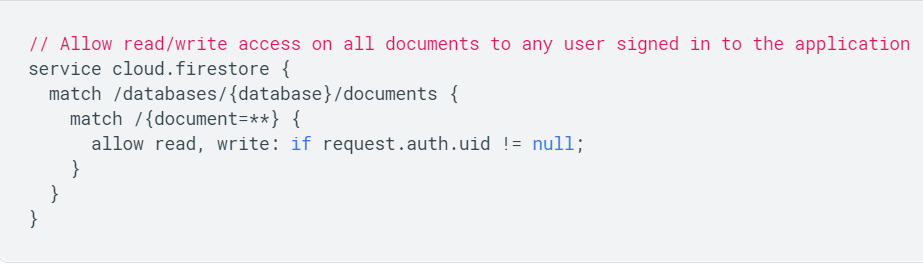 // Allow read/write access on all documents to any user signed in to the application
service cloud.firestore {
  match /databases/{database}/documents {
    match /{document=**} {
      allow read, write: if request.auth.uid != null;
    }
  }
}